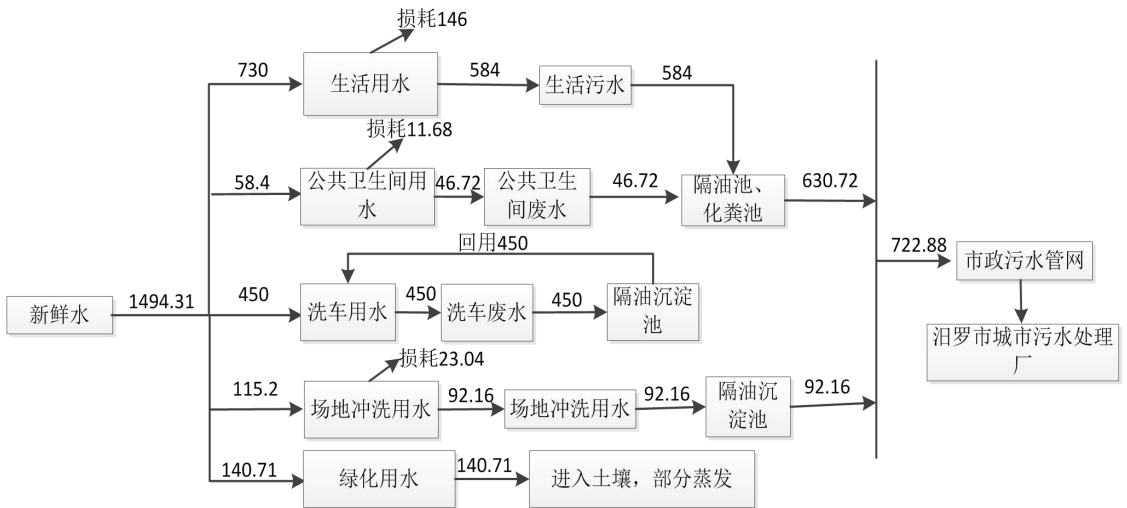 损耗146
730
生活用水
584
生活污水
584
损耗11.68
58.4
公共卫生间用
水
46.72
公共卫生
间废水
46.72
隔油池、
化粪池
630.72
回用450
722.88
市政污水管网
新鲜水
1494.31
450
洗车用水
450
洗车废水
450
隔油沉淀
池
汨罗市城市污水处理
厂
损耗23.04
115.2
场地冲洗用水
92.16
场地冲洗用水
92.16
隔油沉
淀池
92.16
140.71
绿化用水
140.71
进入土壤，部分蒸发